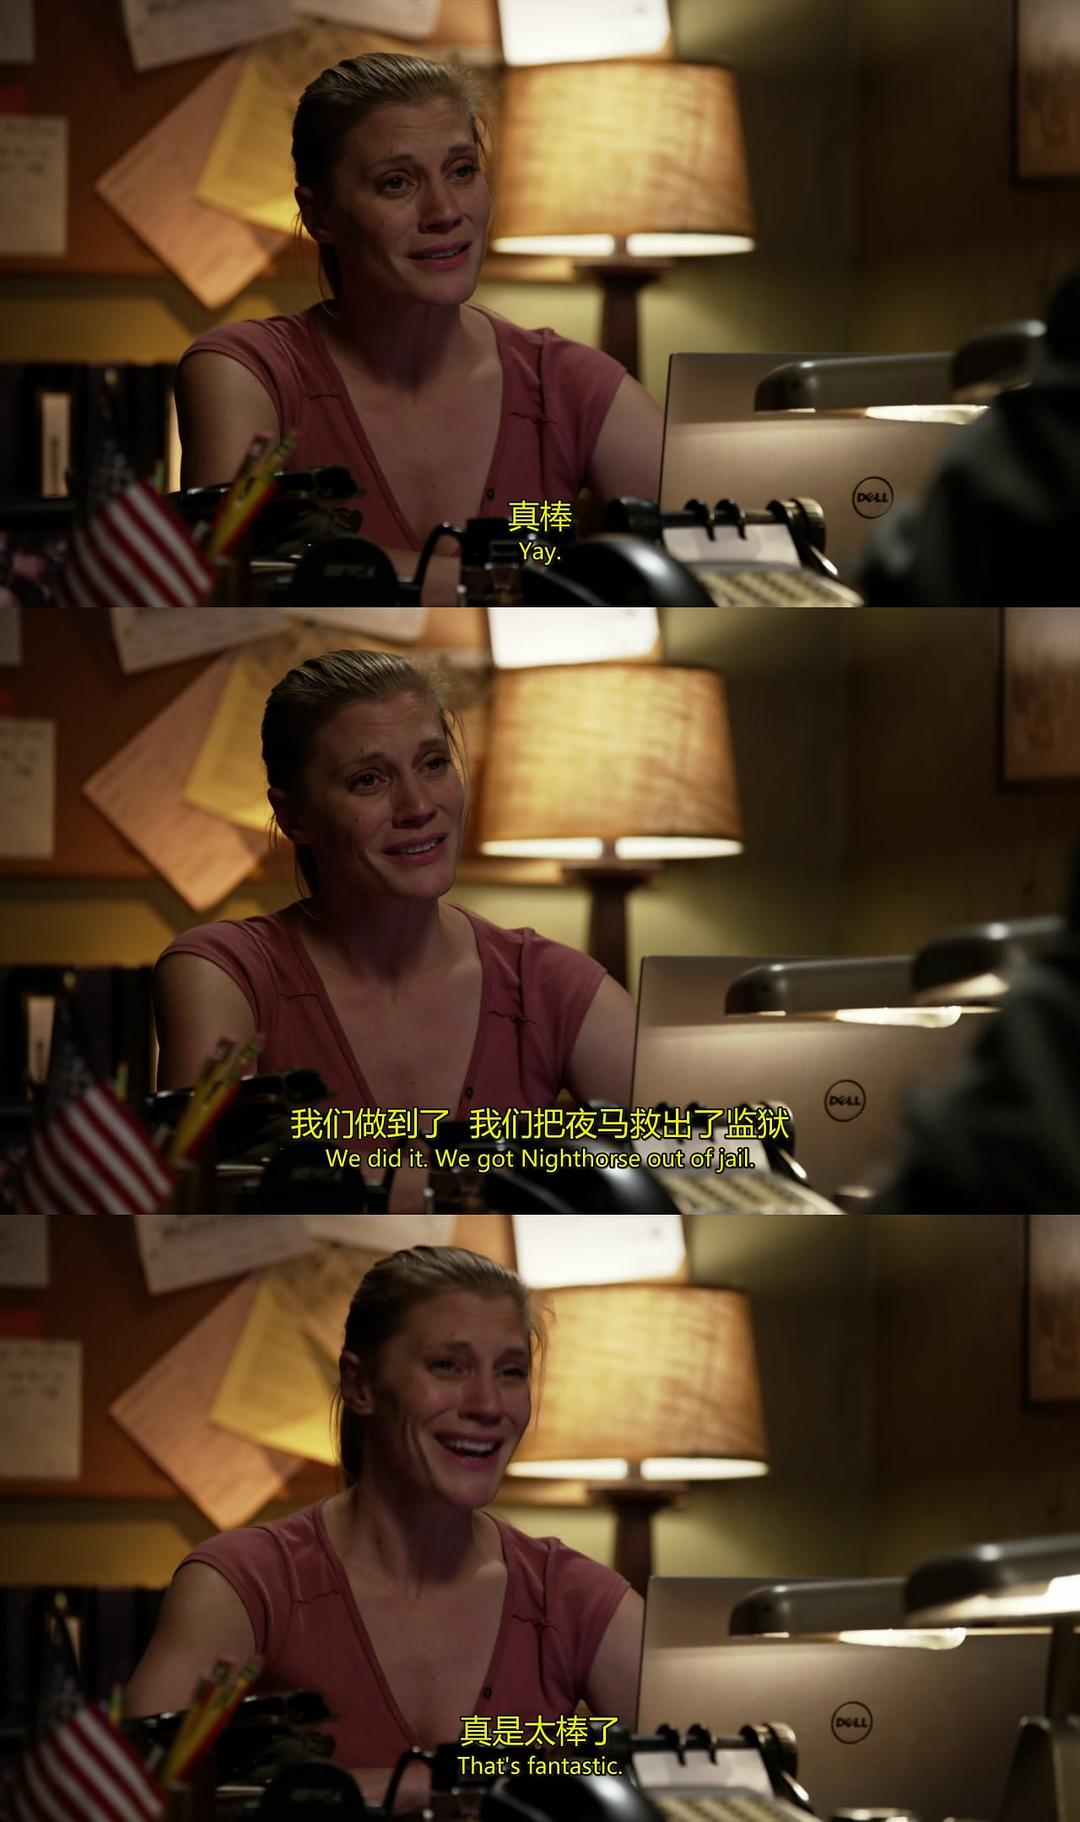 DELL
真棒
Yay.
DELL
我们做到了 我们把夜马救出了监狱
We did it. We got Nighthorse out of jail.
DELL
真是太棒了
That's fantastic.